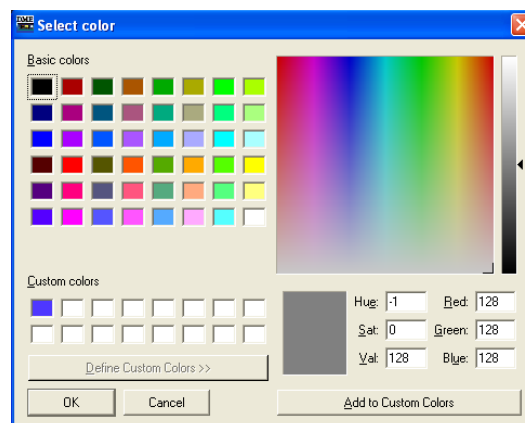 DME
Select color
Basic colors
Custom colors
Define Custom Colors >>
OK
Cancel
Hue: -1
Red: 128
Sat: 0
Green: 128
Val: 128
Blue: 128
Add to Custom Colors